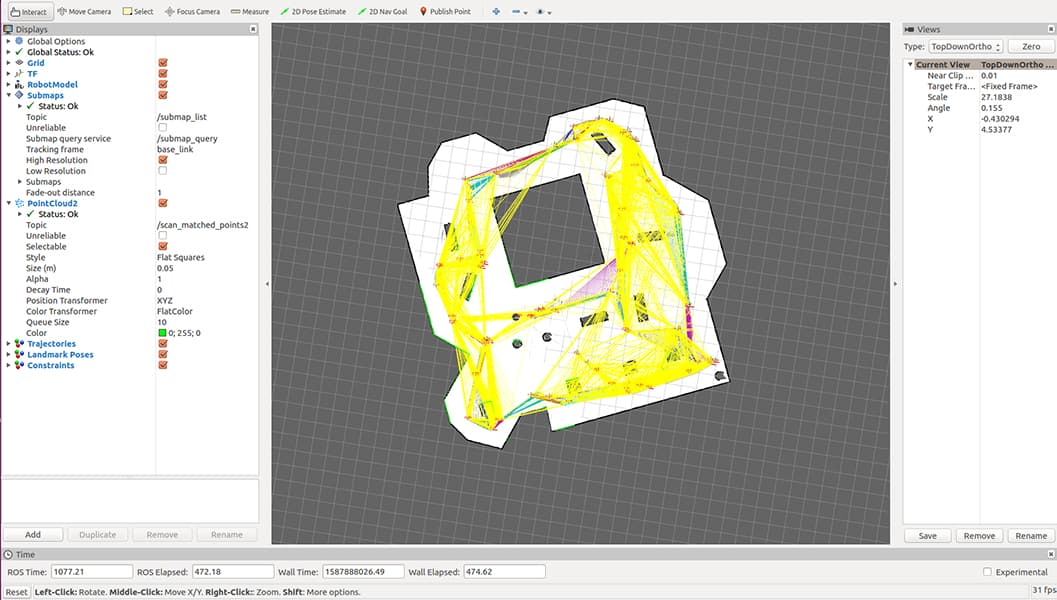 Interact Move Camera Select Focus Camera Measure 2D Pose Estimate 2D Nav Goal Publish Point
Displays
Global Options
Global Status: Ok
Grid
TF
RobotModel
Submaps
Status: Ok
Topic /submap_list
Unreliable
Submap query service /submap_query
Tracking frame base_link
High Resolution
Low Resolution
Submaps
Fade-out distance 1
PointCloud2
Status: Ok
Topic /scan_matched_points2
Unreliable
Selectable
Style Flat Squares
Size (m) 0.05
Alpha 1
Decay Time 0
Position Transformer XYZ
Color Transformer FlatColor
Queue Size 10
Color 0; 255; 0
Trajectories
Landmark Poses
Constraints
Add Duplicate Remove Rename
Views
Type: TopDownOrtho Zero
Current View TopDownOrtho ...
Near Clip ... 0.01
Target Fra... <Fixed Frame>
Scale 27.1838
Angle 0.155
X -0.430294
Y 4.53377
Save Remove Rename
Time
ROS Time: 1077.21 ROS Elapsed: 472.18 Wall Time: 1587888026.49 Wall Elapsed: 474.62 Experimental
Reset Left-Click: Rotate. Middle-Click: Move X/Y. Right-Click:: Zoom. Shift: More options. 31 fps